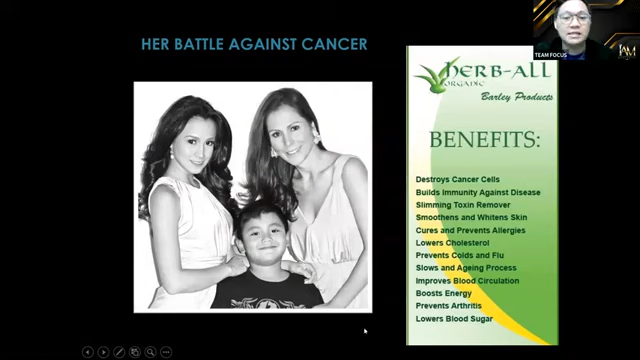 HER BATTLE AGAINST CANCER
TEAM FOCUS
IAM
HERB-ALL
ORGANIC
Barley Products
BENEFITS:
Destroys Cancer Cells
Builds Immunity Against Disease
Slimming Toxin Remover
Smoothens and Whitens Skin
Cures and Prevents Allergies
Lowers Cholesterol
Prevents Colds and Flu
Slows and Ageing Process
Improves Blood Circulation
Boosts Energy
Prevents Arthritis
Lowers Blood Sugar